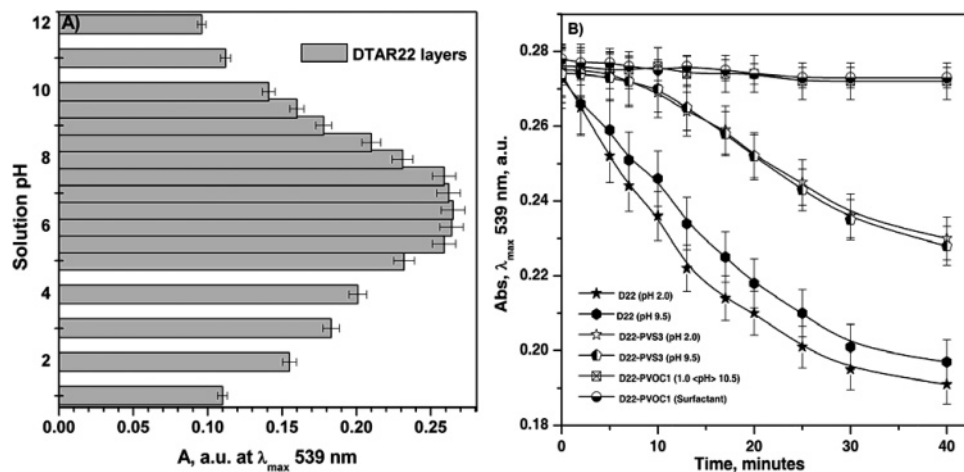 A)
DTAR22 layers
Solution pH
12
10
8
6
4
2
0.00 0.05 0.10 0.15 0.20 0.25
A, a.u. at λmax 539 nm
B)
Abs, λmax 539 nm, a.u.
0.28
0.26
0.24
0.22
0.20
0.18
D22 (pH 2.0)
D22 (pH 9.5)
D22-PVS3 (pH 2.0)
D22-PVS3 (pH 9.5)
D22-PVOC1 (1.0 <pH> 10.5)
D22-PVOC1 (Surfactant)
0 10 20 30 40
Time, minutes